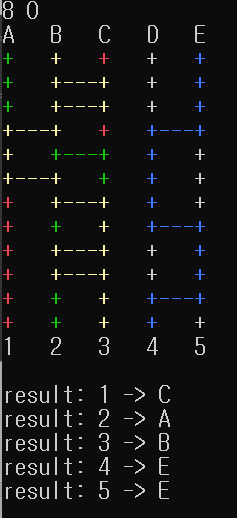 8 0
A B C D E
+ + + + +
+ +---+ + +
+ +---+ + +
+---+ + +---+
+ +---+ + +
+---+ + + +
+ +---+ + +
+ + + +---+
+ +---+ + +
+ +---+ + +
+ + + +---+
+ + + + +
1 2 3 4 5
result: 1 -> C
result: 2 -> A
result: 3 -> B
result: 4 -> E
result: 5 -> E